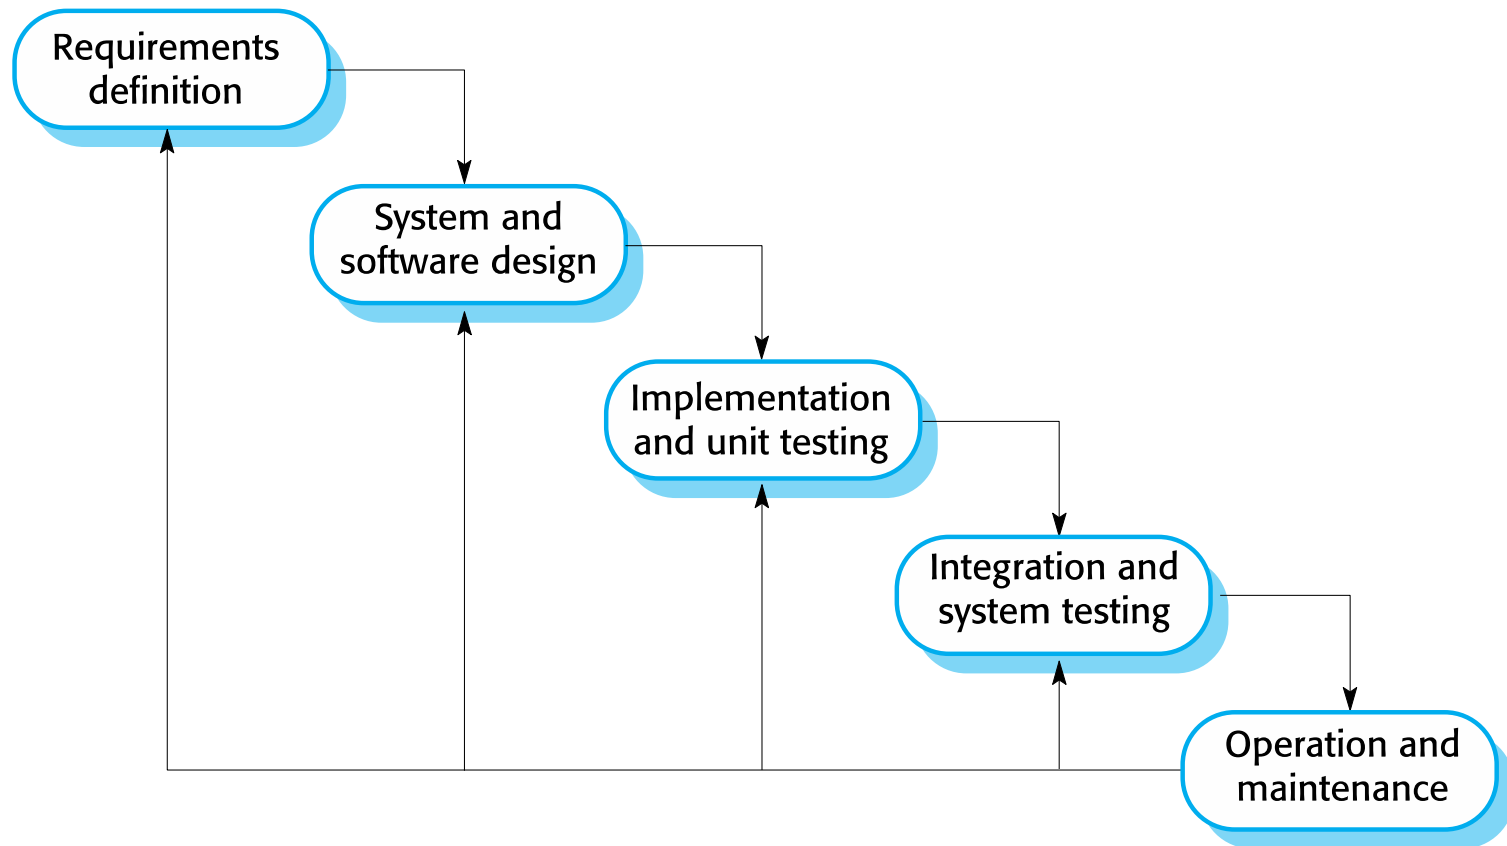 Requirements
definition
System and
software design
Implementation
and unit testing
Integration and
system testing
Operation and
maintenance